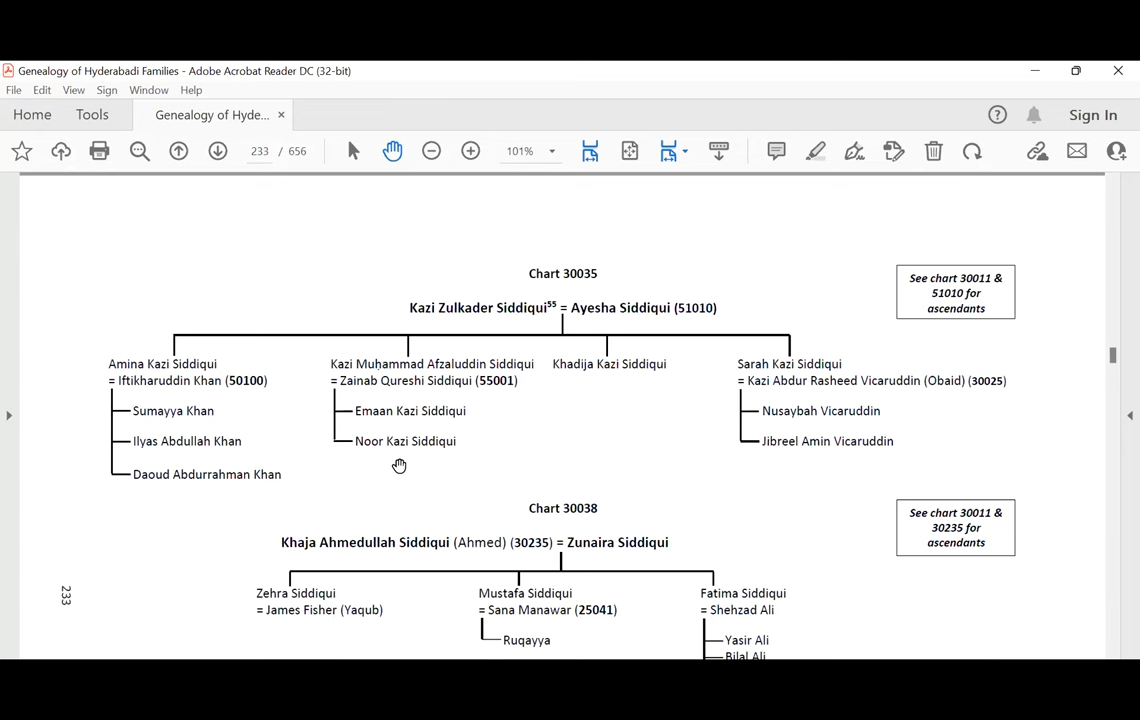 Genealogy of Hyderabadi Families - Adobe Acrobat Reader DC (32-bit)
File Edit View Sign Window Help
Home Tools Genealogy of Hyde... × Sign In
233 / 656 101%
Chart 30035
See chart 30011 &
51010 for
ascendants
Kazi Zulkader Siddiqui⁵⁵ = Ayesha Siddiqui (51010)
Amina Kazi Siddiqui Kazi Muhammad Afzaluddin Siddiqui Khadija Kazi Siddiqui Sarah Kazi Siddiqui
= Iftikharuddin Khan (50100) = Zainab Qureshi Siddiqui (55001) = Kazi Abdur Rasheed Vicaruddin (Obaid) (30025)
Sumayya Khan Emaan Kazi Siddiqui Nusaybah Vicaruddin
Ilyas Abdullah Khan Noor Kazi Siddiqui Jibreel Amin Vicaruddin
Daoud Abdurrahman Khan
Chart 30038
See chart 30011 &
30235 for
ascendants
Khaja Ahmedullah Siddiqui (Ahmed) (30235) = Zunaira Siddiqui
Zehra Siddiqui Mustafa Siddiqui Fatima Siddiqui
= James Fisher (Yaqub) = Sana Manawar (25041) = Shehzad Ali
Ruqayya Yasir Ali
Bilal Ali
233